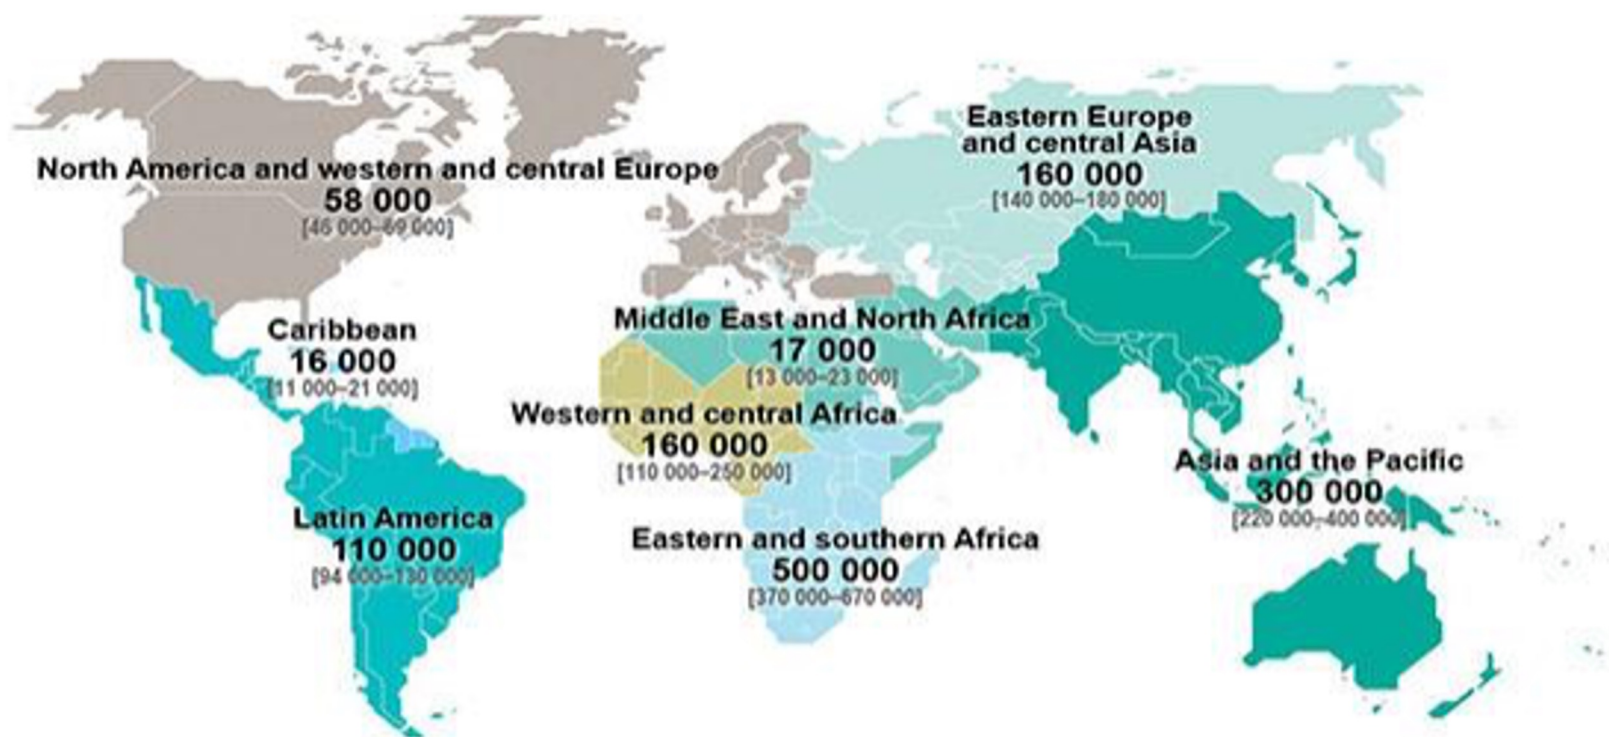 Eastern Europe
and central Asia
160 000
[140 000–180 000]
North America and western and central Europe
58 000
[46 000–69 000]
Middle East and North Africa
17 000
[13 000–23 000]
Caribbean
16 000
[11 000–21 000]
Western and central Africa
160 000
[110 000–250 000]
Asia and the Pacific
300 000
[220 000–400 000]
Latin America
110 000
[94 000–130 000]
Eastern and southern Africa
500 000
[370 000–670 000]